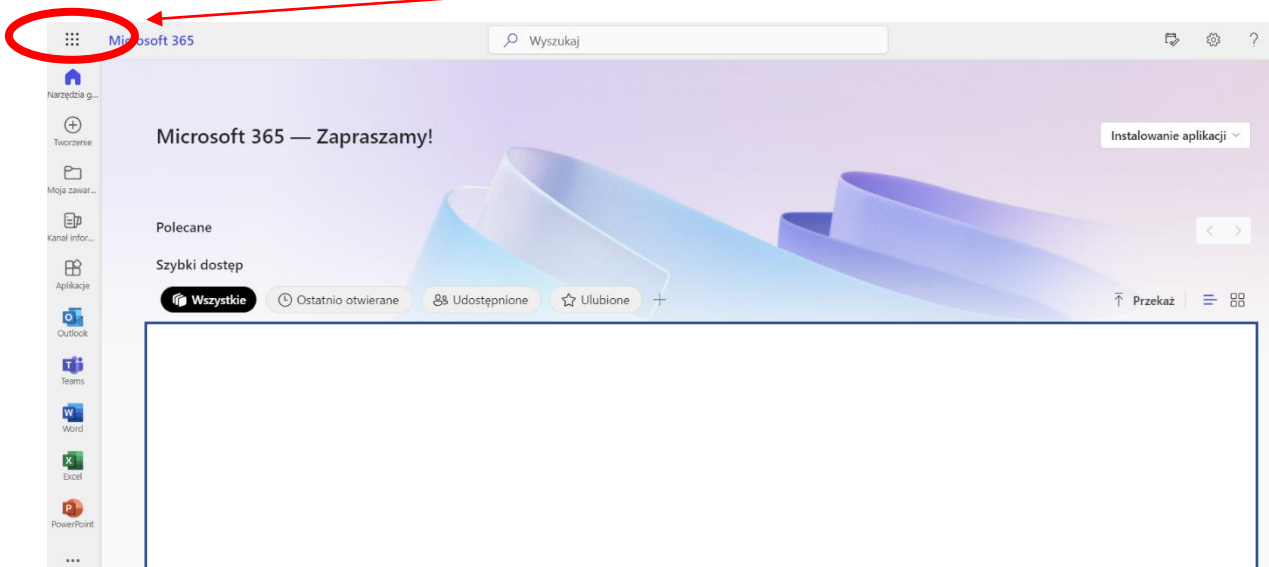 Microsoft 365
Wyszukaj
?
Narzędzia g...
Tworzenie
Moja zawar...
Kanał infor...
Aplikacje
Outlook
Teams
Word
Excel
PowerPoint
...
Microsoft 365 — Zapraszamy!
Instalowanie aplikacji
Polecane
Szybki dostęp
Wszystkie Ostatnio otwierane Udostępnione Ulubione +
Przekaż